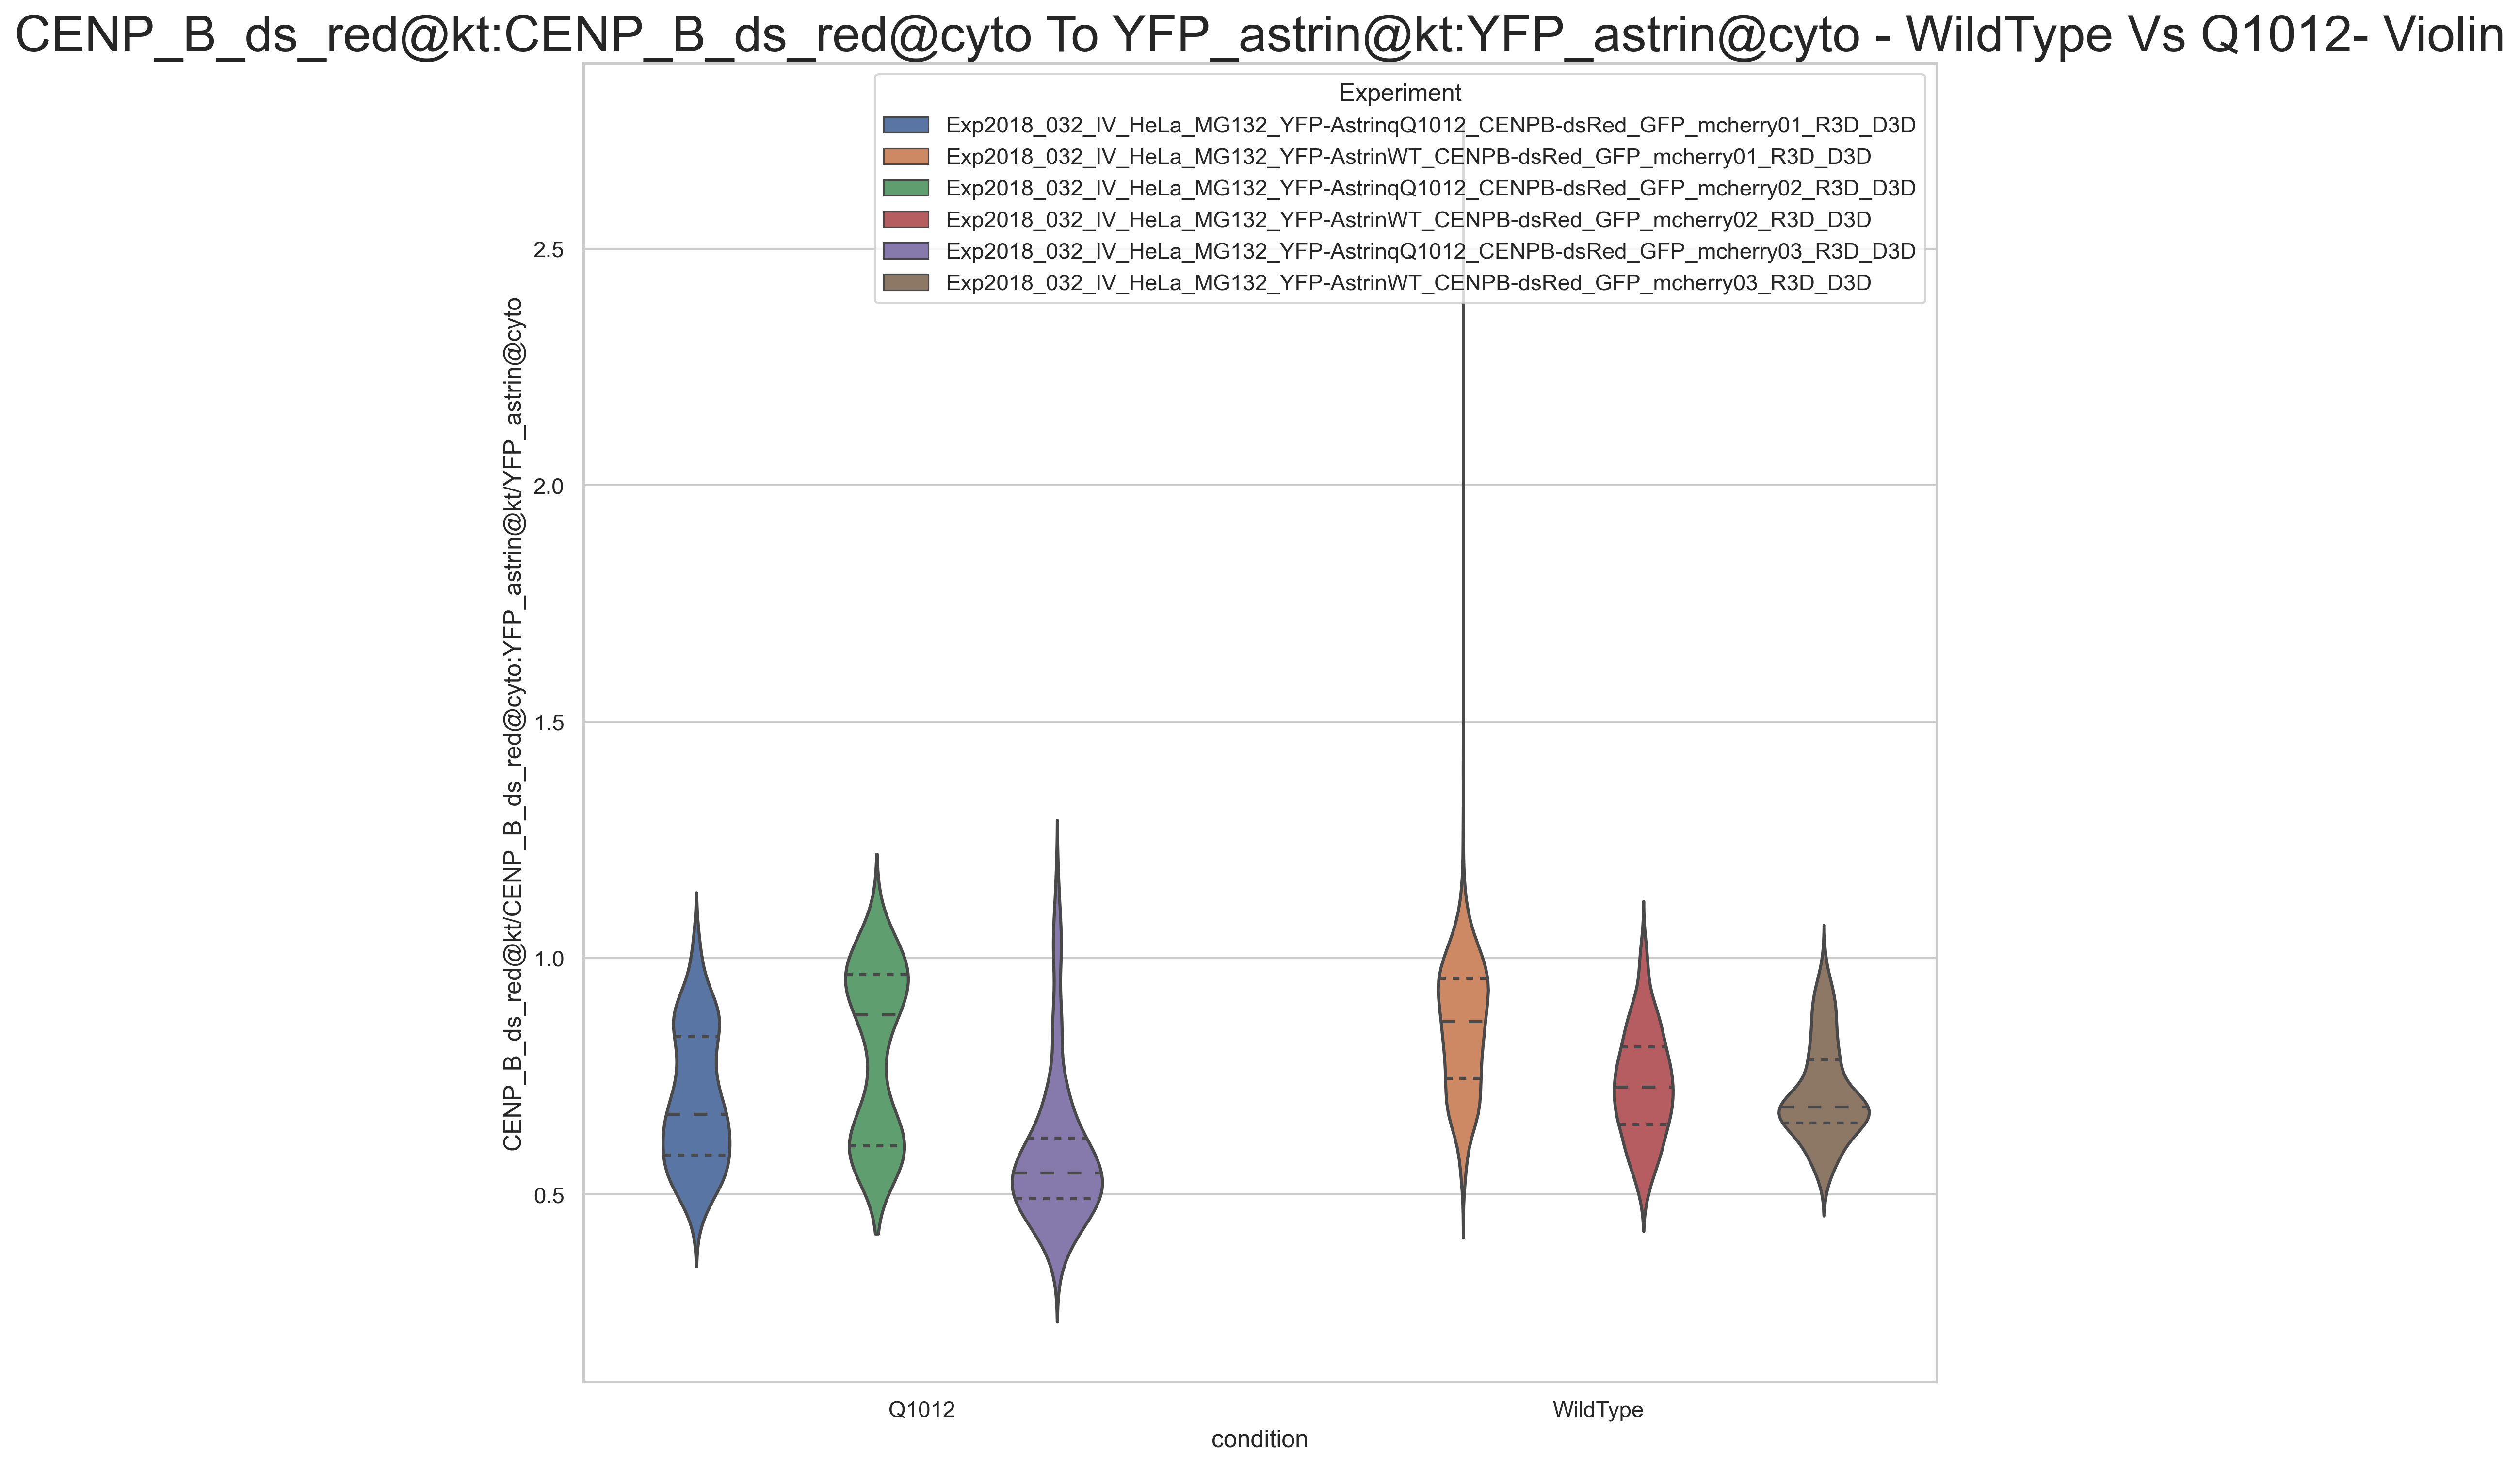 CENP_B_ds_red@kt:CENP_B_ds_red@cyto To YFP_astrin@kt:YFP_astrin@cyto - WildType Vs Q1012- Violin
Experiment
Exp2018_032_IV_HeLa_MG132_YFP-AstrinqQ1012_CENPB-dsRed_GFP_mcherry01_R3D_D3D
Exp2018_032_IV_HeLa_MG132_YFP-AstrinWT_CENPB-dsRed_GFP_mcherry01_R3D_D3D
Exp2018_032_IV_HeLa_MG132_YFP-AstrinqQ1012_CENPB-dsRed_GFP_mcherry02_R3D_D3D
Exp2018_032_IV_HeLa_MG132_YFP-AstrinWT_CENPB-dsRed_GFP_mcherry02_R3D_D3D
Exp2018_032_IV_HeLa_MG132_YFP-AstrinqQ1012_CENPB-dsRed_GFP_mcherry03_R3D_D3D
Exp2018_032_IV_HeLa_MG132_YFP-AstrinWT_CENPB-dsRed_GFP_mcherry03_R3D_D3D
CENP_B_ds_red@kt/CENP_B_ds_red@cyto:YFP_astrin@kt/YFP_astrin@cyto
2.5
2.0
1.5
1.0
0.5
Q1012
WildType
condition